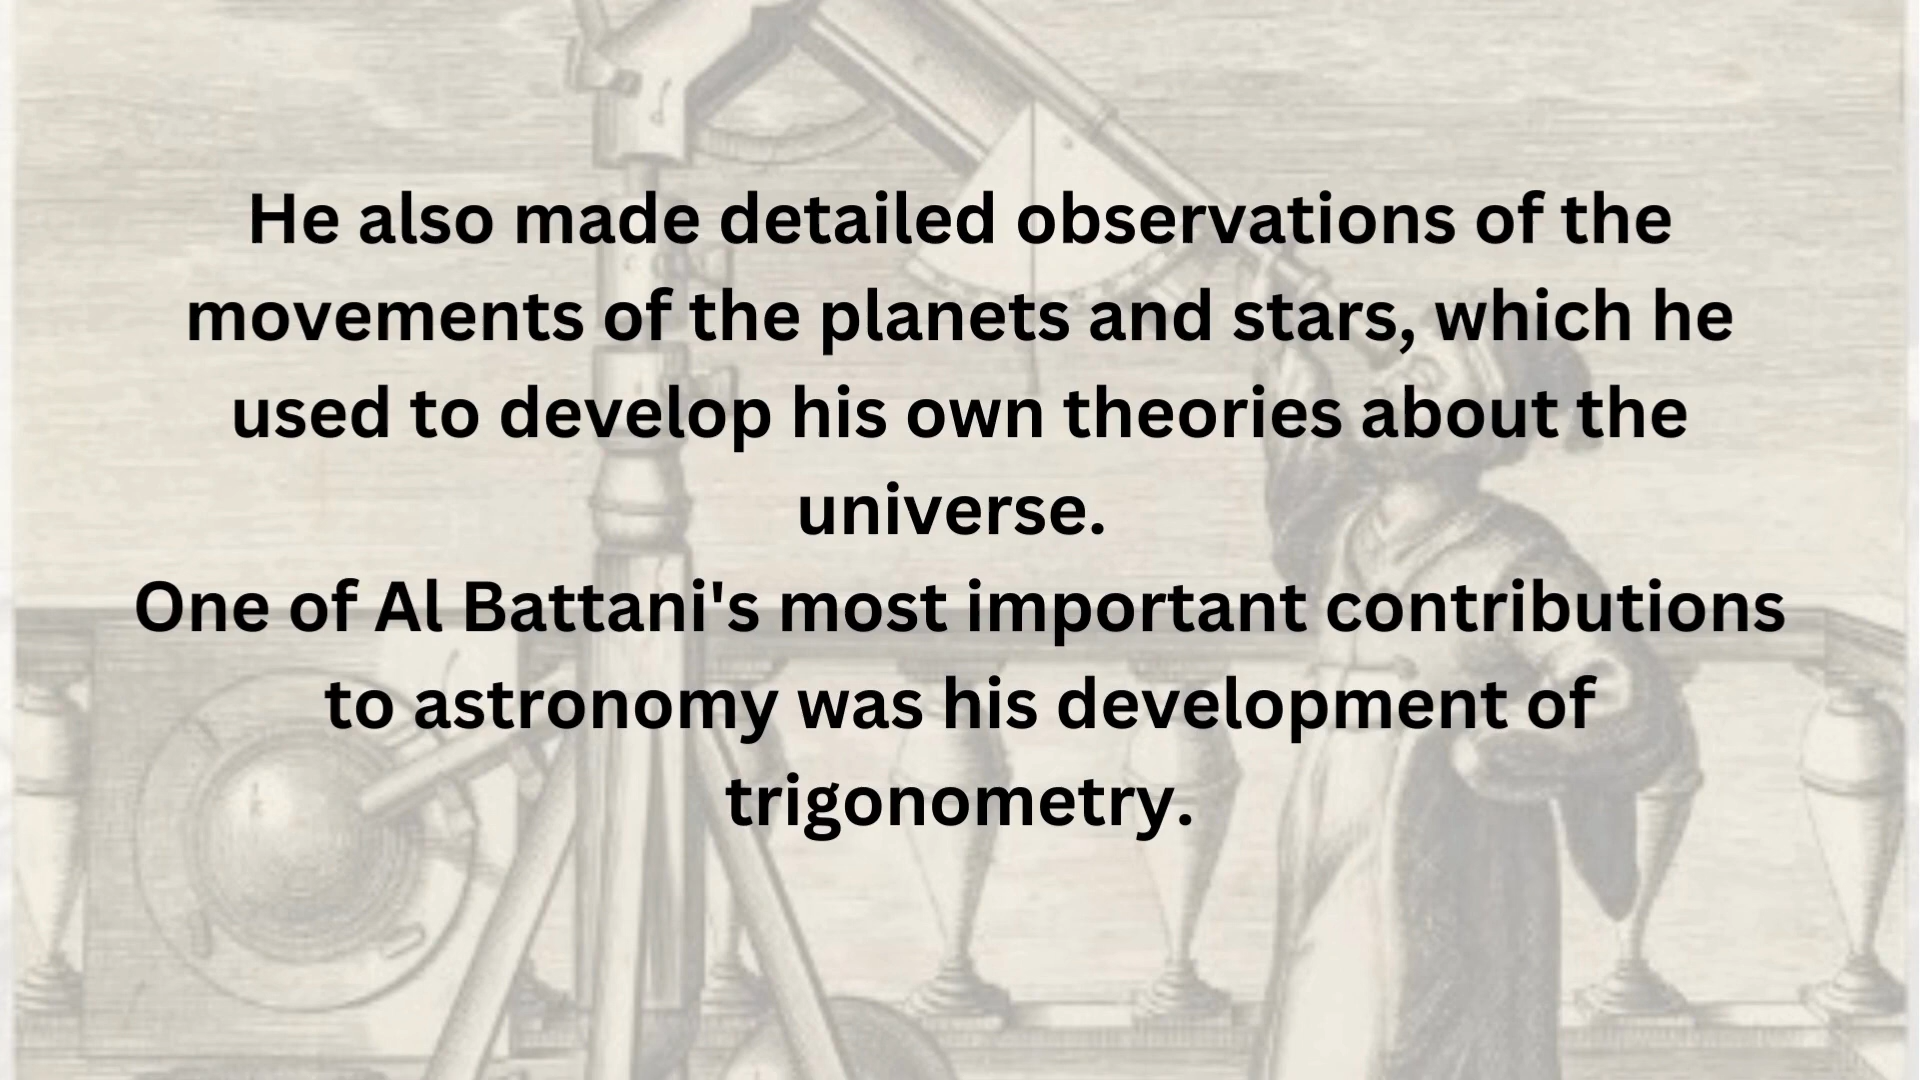 He also made detailed observations of the
movements of the planets and stars, which he
used to develop his own theories about the
universe.
One of Al Battani's most important contributions
to astronomy was his development of
trigonometry.